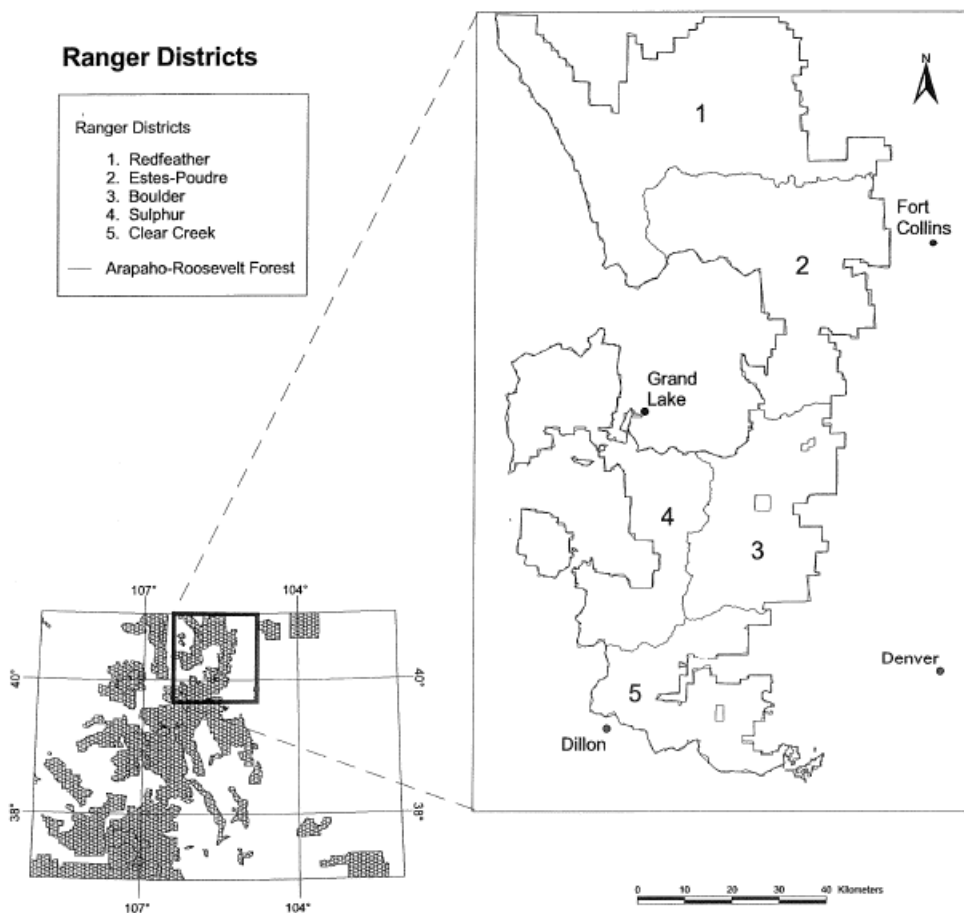 Ranger Districts
Ranger Districts
1. Redfeather
2. Estes-Poudre
3. Boulder
4. Sulphur
5. Clear Creek
Arapaho-Roosevelt Forest
N
1
Fort
Collins
2
Grand
Lake
4
3
Denver
5
Dillon
107°
104°
40°
40°
38°
38°
107°
104°
0 10 20 30 40 Kilometers